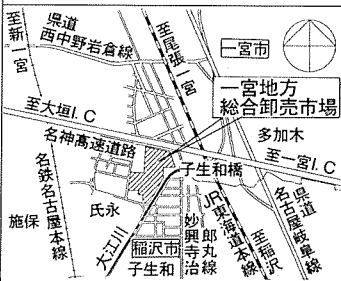 至新一宮
県道
西中野岩倉線
至尾張一宮
一宮市
一宮地方
総合卸売市場
至大垣I.C
名神高速道路
多加木
至一宮I.C
子生和橋
名鉄名古屋本線
施保
氏永
大江川
稲沢市
子生和
妙興寺治
郎丸線
JR東海道本線
至稲沢
県道
名古屋岐阜線